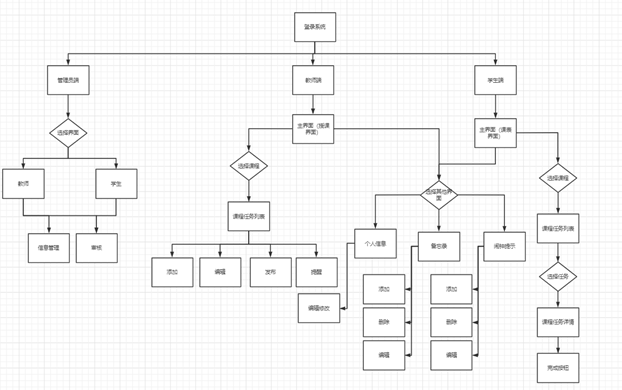 登录系统
管理员端
教师端
学生端
选择界面
主界面（授课
界面）
主界面（课表
界面）
选择课程
选择课程
教师
学生
选择其他界
面
课程任务列表
课程任务列表
信息管理
审核
个人信息
备忘录
闹钟提示
添加
编辑
发布
提醒
选择任务
编辑修改
添加
添加
删除
删除
课程任务详情
编辑
编辑
完成按钮